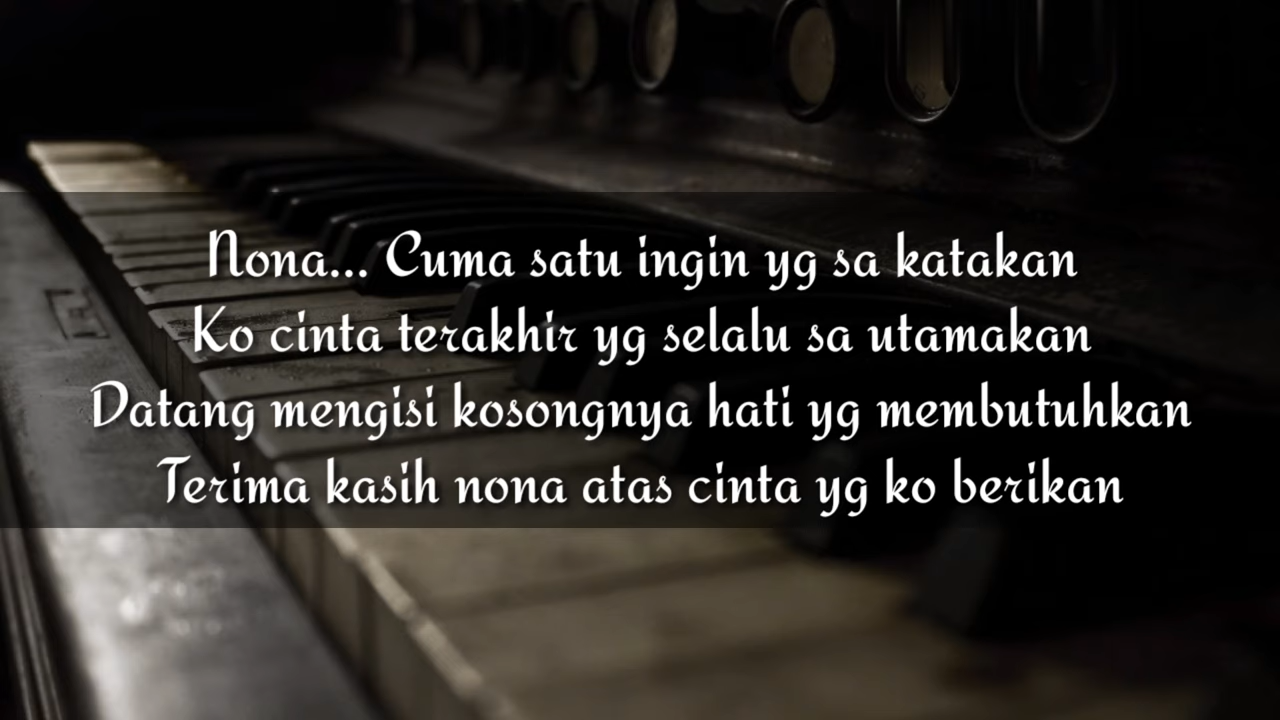 Nona... Cuma satu ingin yg sa katakan
Ko cinta terakhir yg selalu sa utamakan
Datang mengisi kosongnya hati yg membutuhkan
Terima kasih nona atas cinta yg ko berikan